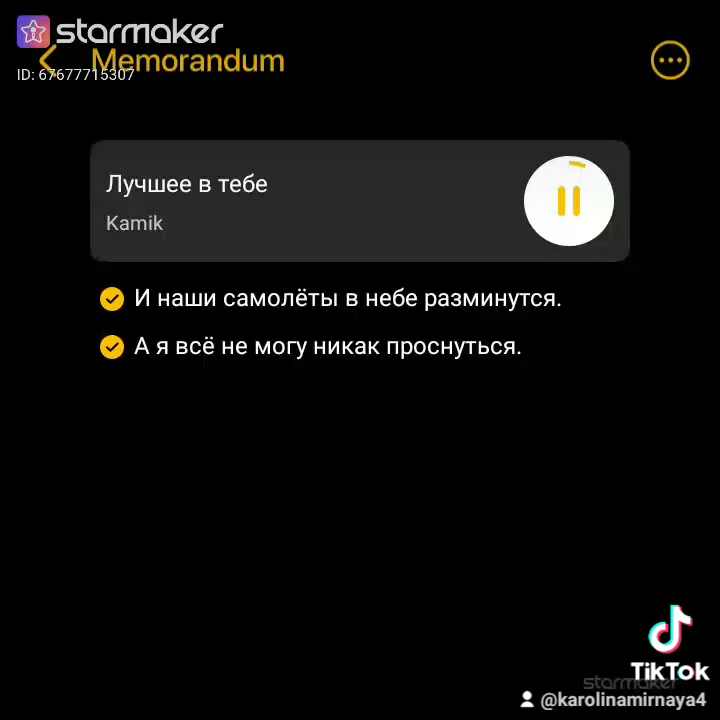 starmaker
Memorandum
ID: 67677715307
Лучшее в тебе
Kamik
И наши самолёты в небе разминутся.
А я всё не могу никак проснуться.
TikTok
starmaker
@karolinamirnaya4